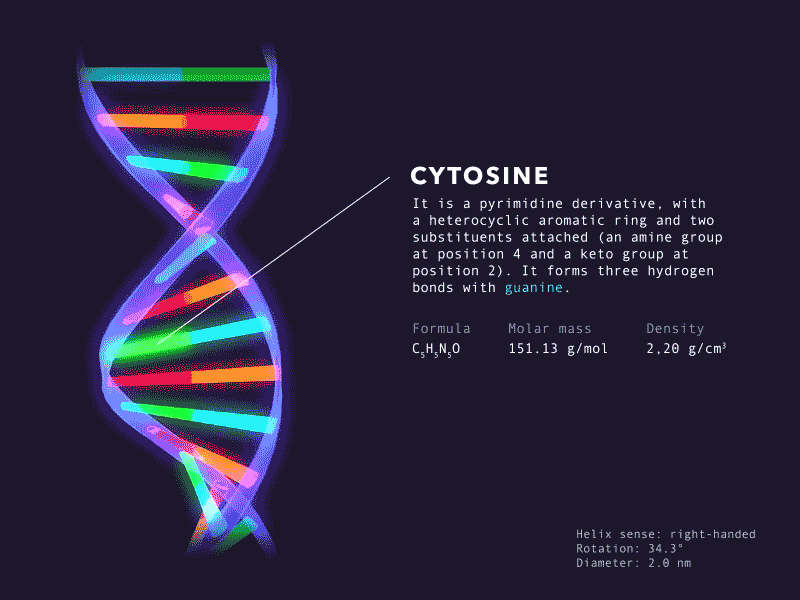 CYTOSINE
It is a pyrimidine derivative, with
a heterocyclic aromatic ring and two
substituents attached (an amine group
at position 4 and a keto group at
position 2). It forms three hydrogen
bonds with guanine.
Formula Molar mass Density
C₅H₅N₅O 151.13 g/mol 2,20 g/cm³
Helix sense: right-handed
Rotation: 34.3°
Diameter: 2.0 nm